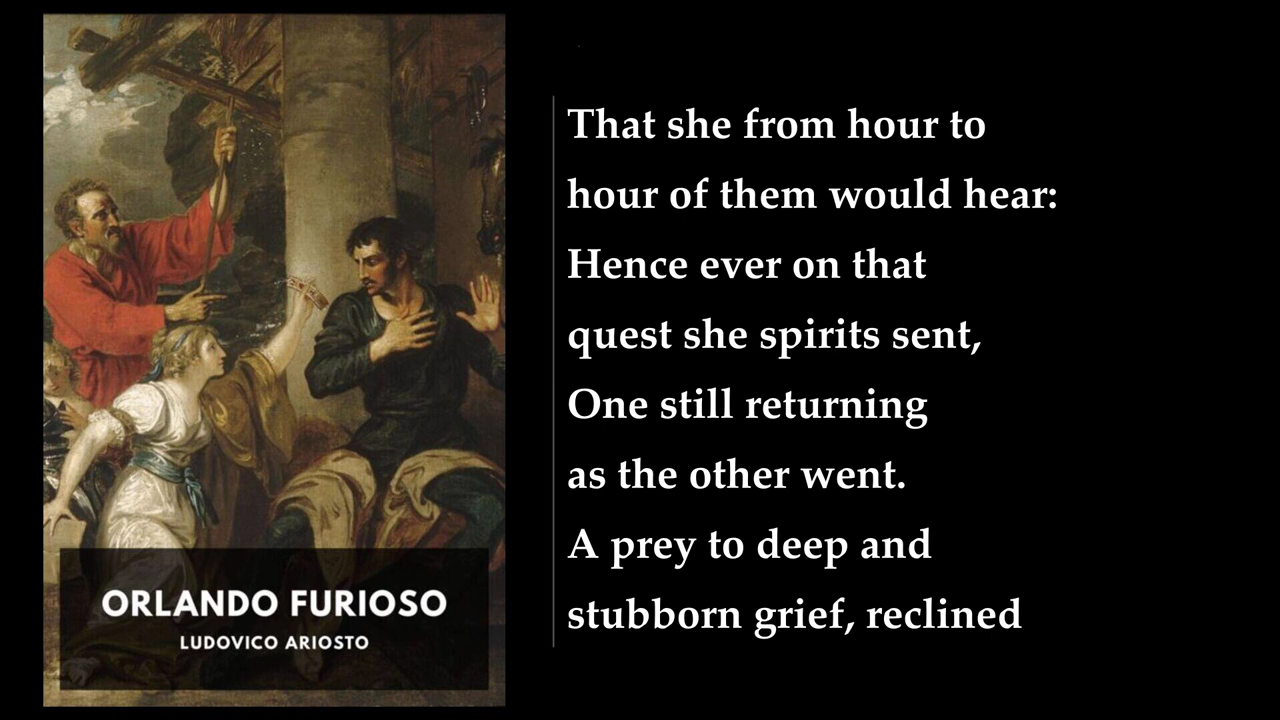 That she from hour to
hour of them would hear:
Hence ever on that
quest she spirits sent,
One still returning
as the other went.
A prey to deep and
stubborn grief, reclined
ORLANDO FURIOSO
LUDOVICO ARIOSTO